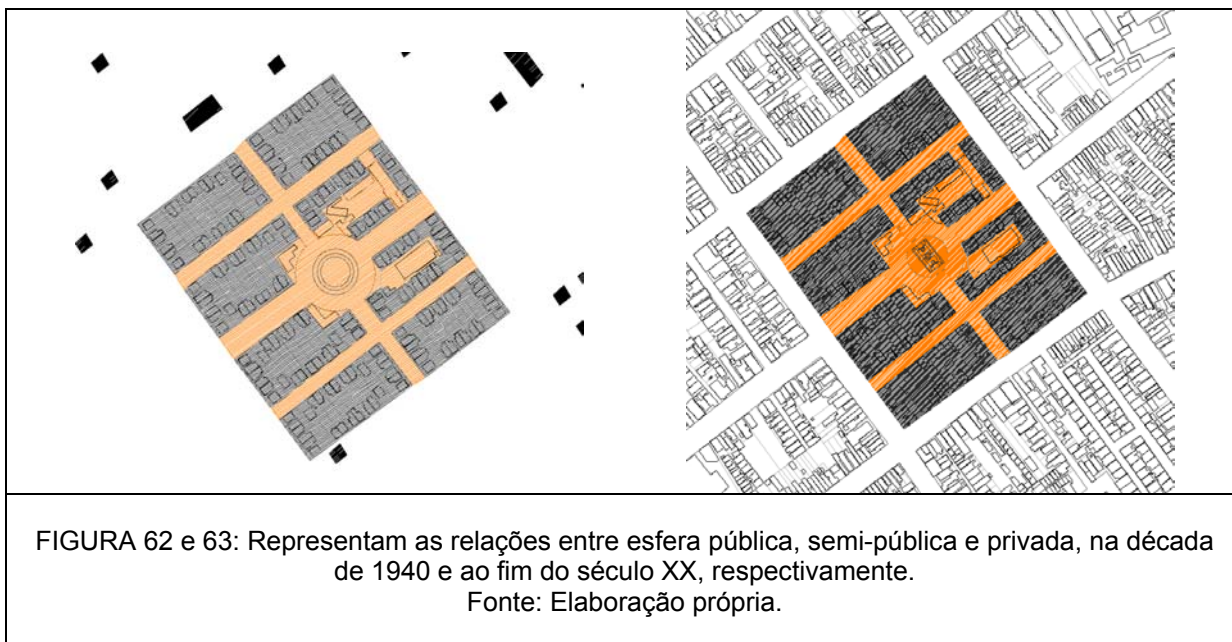 FIGURA 62 e 63: Representam as relações entre esfera pública, semi-pública e privada, na década
de 1940 e ao fim do século XX, respectivamente.
Fonte: Elaboração própria.